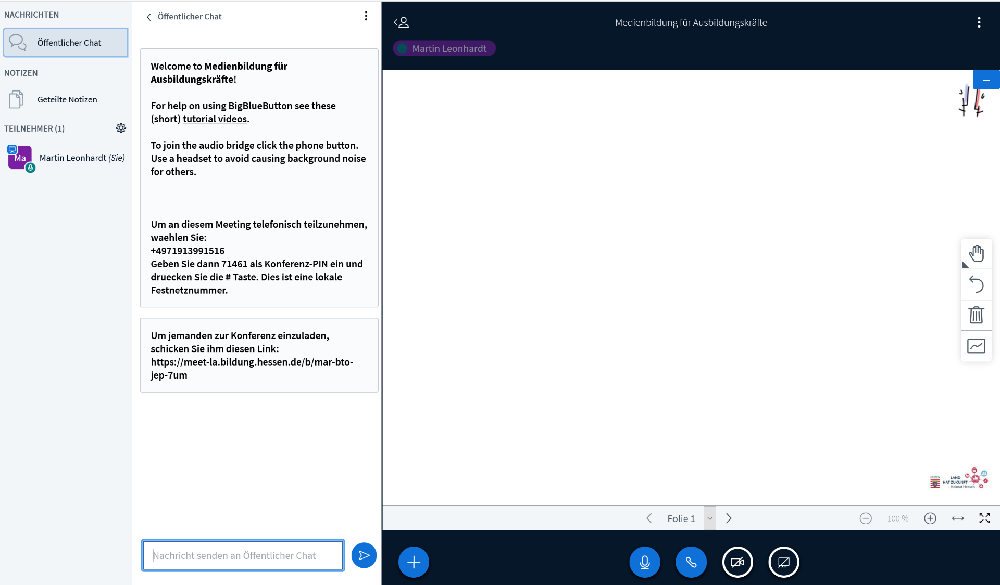 NACHRICHTEN
Öffentlicher Chat
NOTIZEN
Geteilte Notizen
TEILNEHMER (1)
Ma
Martin Leonhardt (Sie)
Öffentlicher Chat
Welcome to Medienbildung für
Ausbildungskräfte!
For help on using BigBlueButton see these
(short) tutorial videos.
To join the audio bridge click the phone button.
Use a headset to avoid causing background noise
for others.
Um an diesem Meeting telefonisch teilzunehmen,
waehlen Sie:
+4971913991516
Geben Sie dann 71461 als Konferenz-PIN ein und
druecken Sie die # Taste. Dies ist eine lokale
Festnetznummer.
Um jemanden zur Konferenz einzuladen,
schicken Sie ihm diesen Link:
https://meet-la.bildung.hessen.de/b/mar-bto-
jep-7um
Nachricht senden an Öffentlicher Chat
Medienbildung für Ausbildungskräfte
Martin Leonhardt
HESSEN
LAND
HAT ZUKUNFT
– Heimat Hessen
Folie 1
100 %